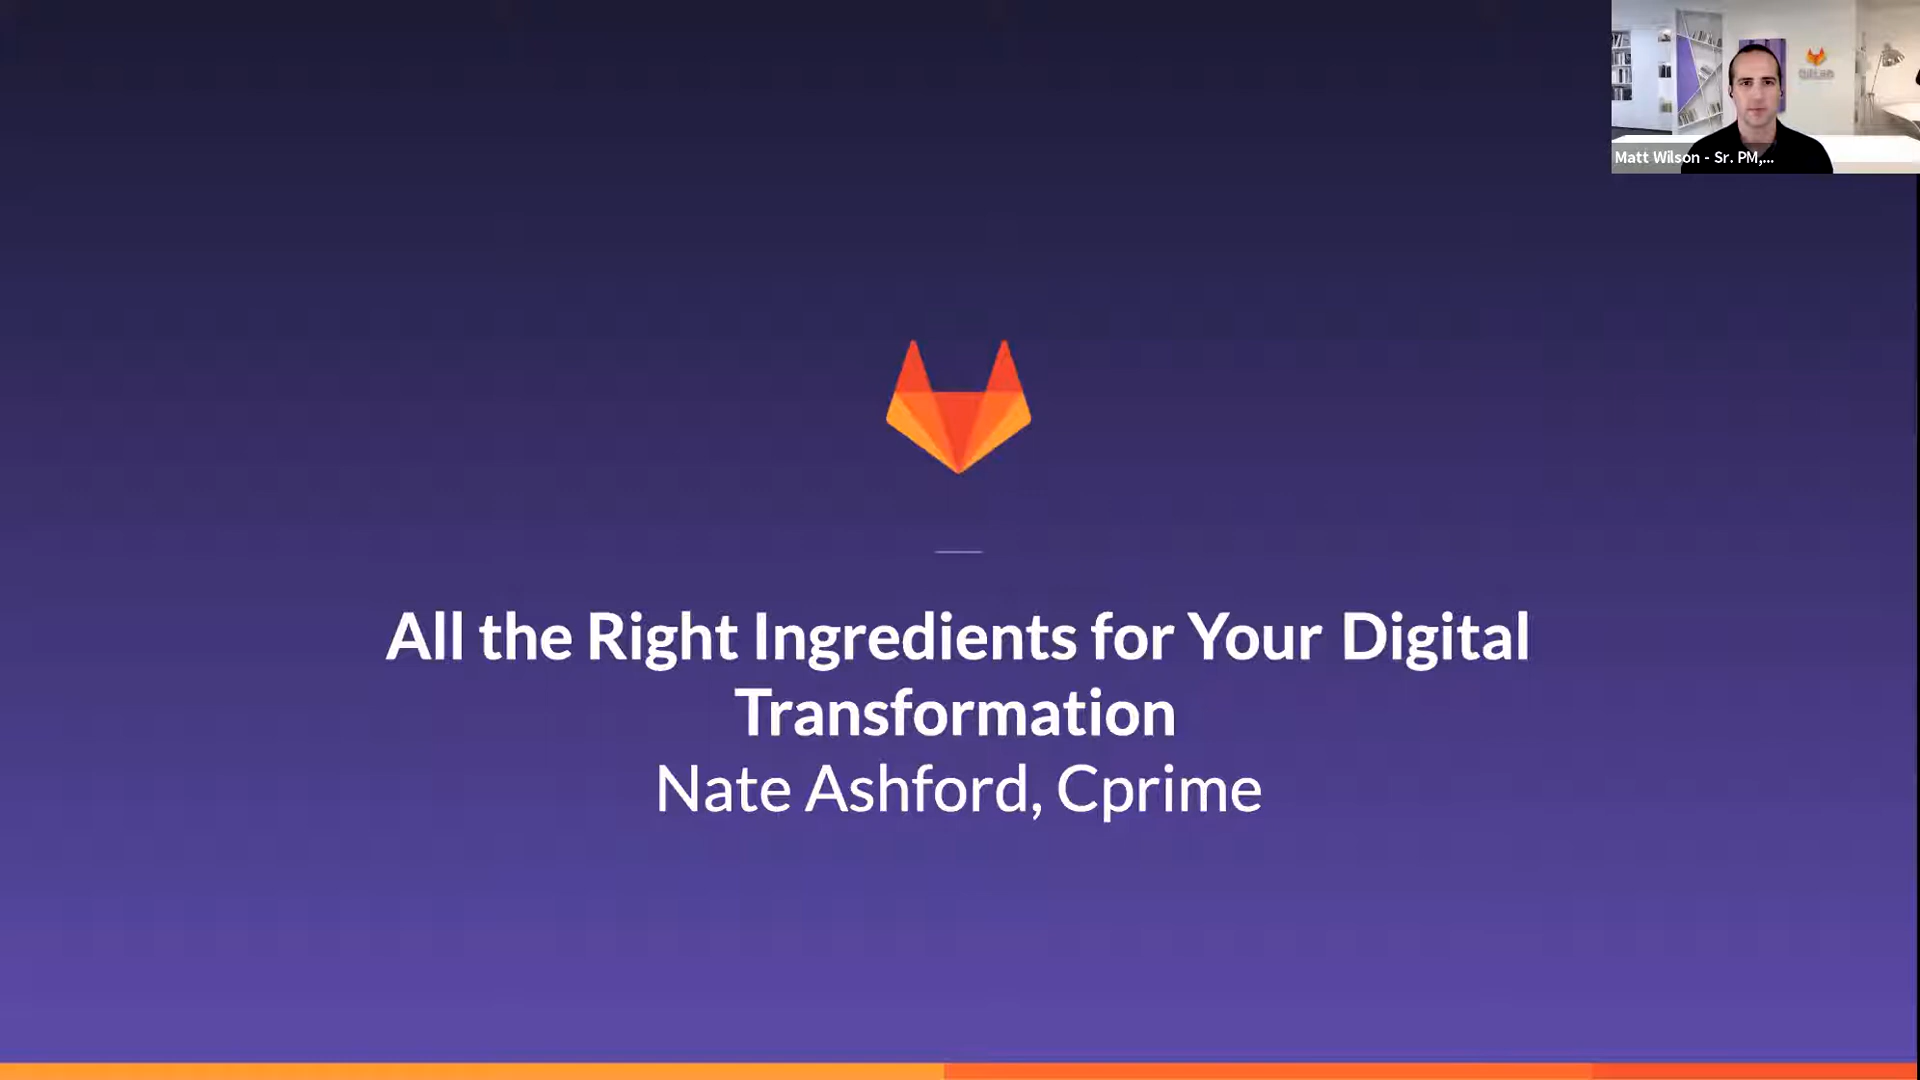 Matt Wilson - Sr. PM,...
All the Right Ingredients for Your Digital
Transformation
Nate Ashford, Cprime